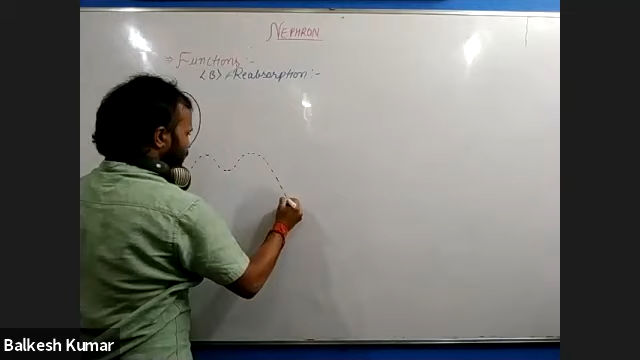 NEPHRON
⇒ Functions :-
(B) Reabsorption :-
Balkesh Kumar